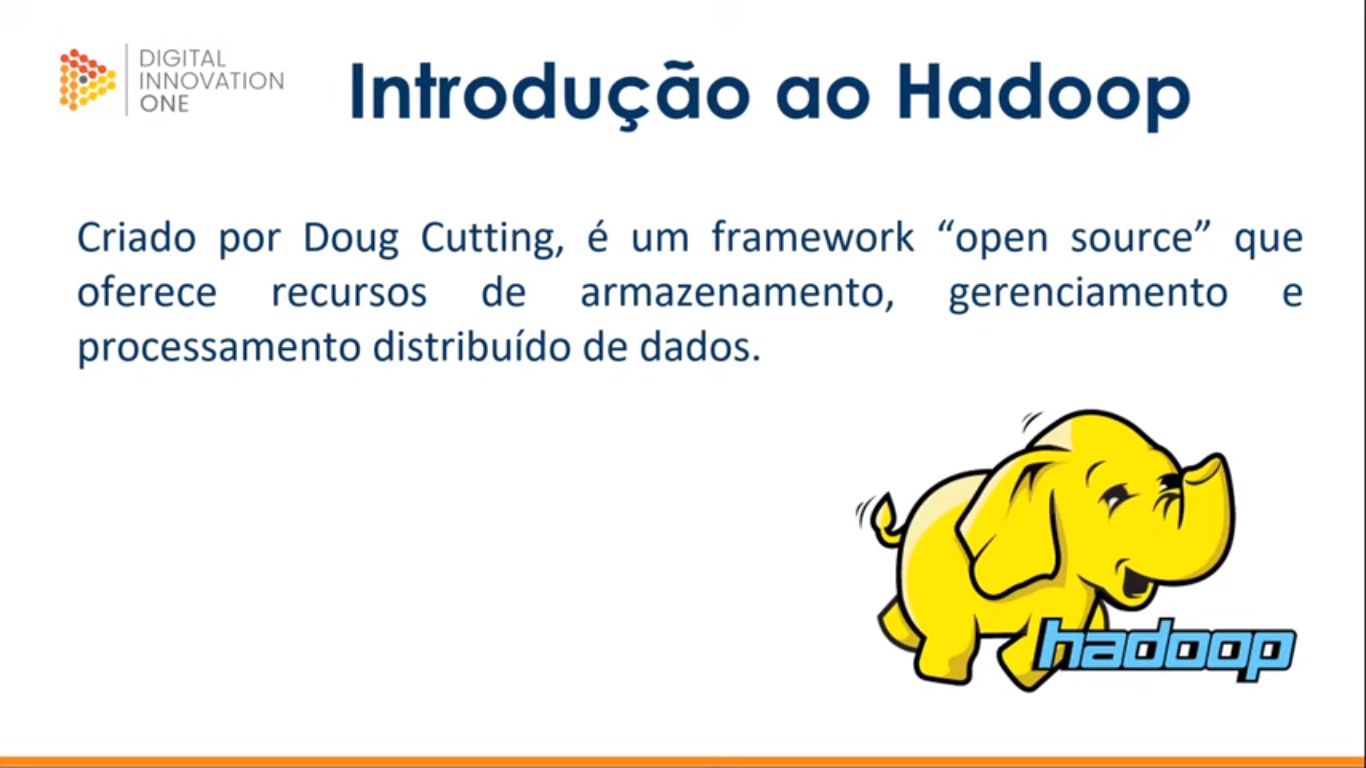 DIGITAL
INNOVATION
ONE
Introdução ao Hadoop
Criado por Doug Cutting, é um framework “open source” que
oferece recursos de armazenamento, gerenciamento e
processamento distribuído de dados.
hadoop